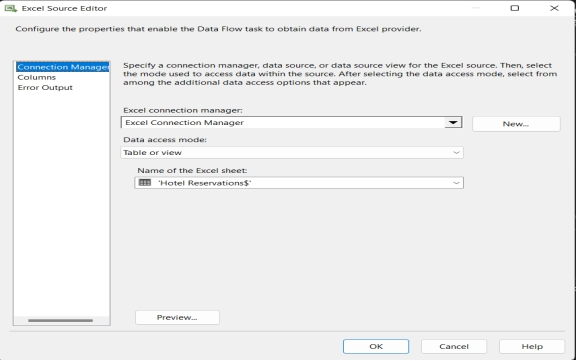 Excel Source Editor
Configure the properties that enable the Data Flow task to obtain data from Excel provider.
Connection Manager
Columns
Error Output
Specify a connection manager, data source, or data source view for the Excel source. Then, select
the mode used to access data within the source. After selecting the data access mode, select from
among the additional data access options that appear.
Excel connection manager:
Excel Connection Manager
New...
Data access mode:
Table or view
Name of the Excel sheet:
'Hotel Reservations$'
Preview...
OK
Cancel
Help